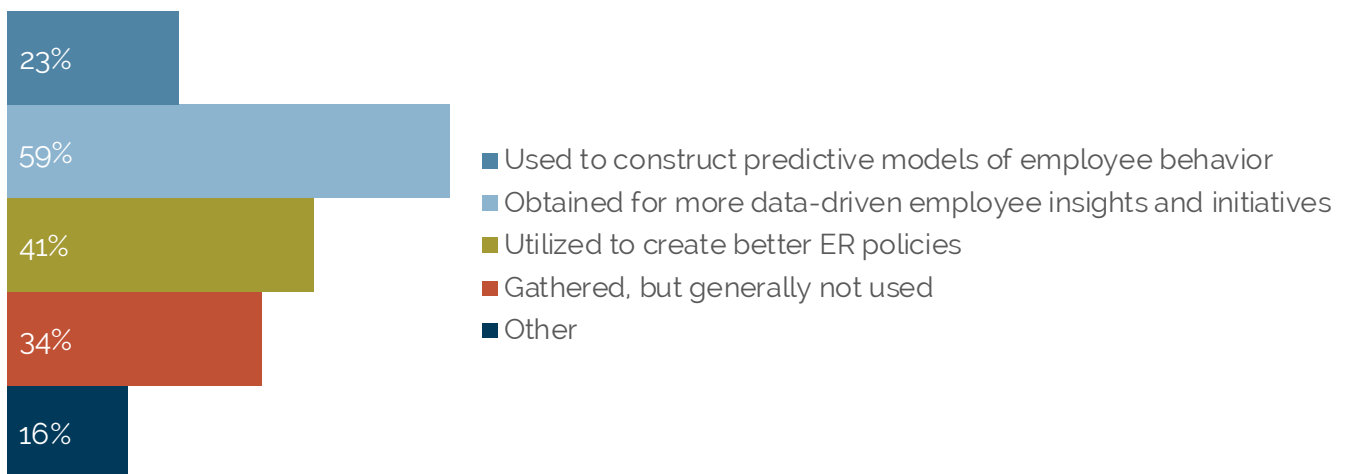 23%
59%
41%
34%
16%
Used to construct predictive models of employee behavior
Obtained for more data-driven employee insights and initiatives
Utilized to create better ER policies
Gathered, but generally not used
Other